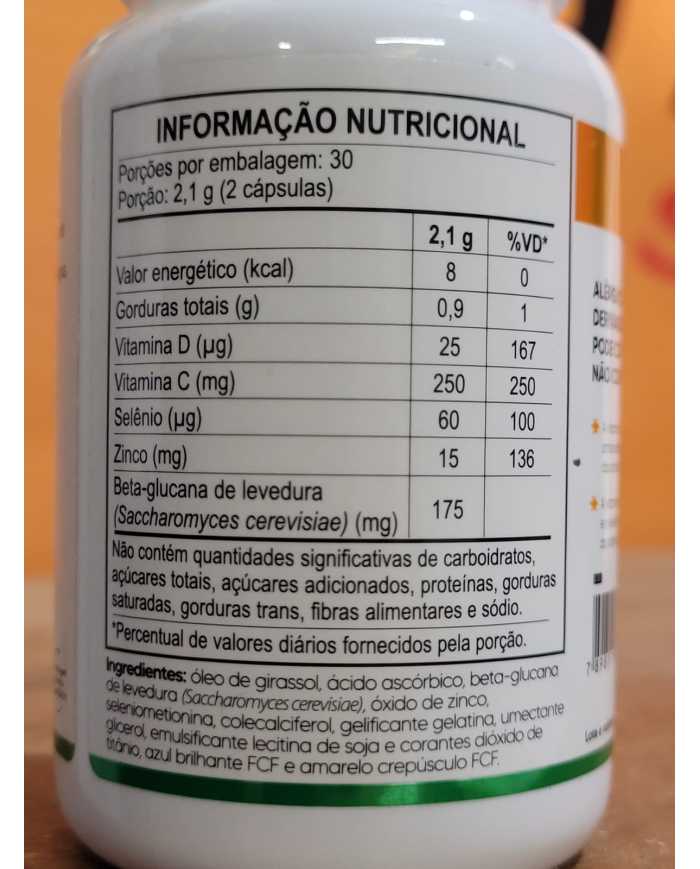 INFORMAÇÃO NUTRICIONAL
Porções por embalagem: 30
Porção: 2,1 g (2 cápsulas)
2,1 g %VD*
Valor energético (kcal) 8 0
Gorduras totais (g) 0,9 1
Vitamina D (µg) 25 167
Vitamina C (mg) 250 250
Selênio (µg) 60 100
Zinco (mg) 15 136
Beta-glucana de levedura
(Saccharomyces cerevisiae) (mg) 175
Não contém quantidades significativas de carboidratos,
açúcares totais, açúcares adicionados, proteínas, gorduras
saturadas, gorduras trans, fibras alimentares e sódio.
*Percentual de valores diários fornecidos pela porção.
Ingredientes: óleo de girassol, ácido ascórbico, beta-glucana
de levedura (Saccharomyces cerevisiae), óxido de zinco,
seleniometionina, colecalciferol, gelificante gelatina, umectante
glicerol, emulsificante lecitina de soja e corantes dióxido de
titânio, azul brilhante FCF e amarelo crepúsculo FCF.